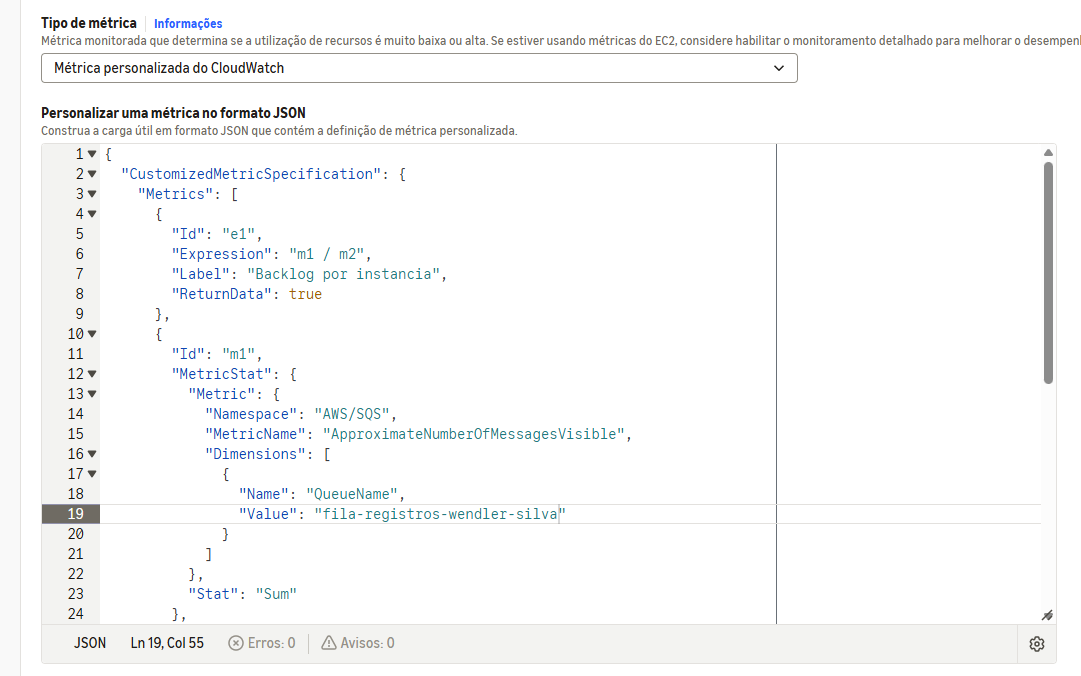 Tipo de métrica Informações
Métrica monitorada que determina se a utilização de recursos é muito baixa ou alta. Se estiver usando métricas do EC2, considere habilitar o monitoramento detalhado para melhorar o desempen
Métrica personalizada do CloudWatch
Personalizar uma métrica no formato JSON
Construa a carga útil em formato JSON que contém a definição de métrica personalizada.
1 {
2 "CustomizedMetricSpecification": {
3 "Metrics": [
4 {
5 "Id": "e1",
6 "Expression": "m1 / m2",
7 "Label": "Backlog por instancia",
8 "ReturnData": true
9 },
10 {
11 "Id": "m1",
12 "MetricStat": {
13 "Metric": {
14 "Namespace": "AWS/SQS",
15 "MetricName": "ApproximateNumberOfMessagesVisible",
16 "Dimensions": [
17 {
18 "Name": "QueueName",
19 "Value": "fila-registros-wendler-silva"
20 }
21 ]
22 },
23 "Stat": "Sum"
24 },
JSON Ln 19, Col 55 Erros: 0 Avisos: 0